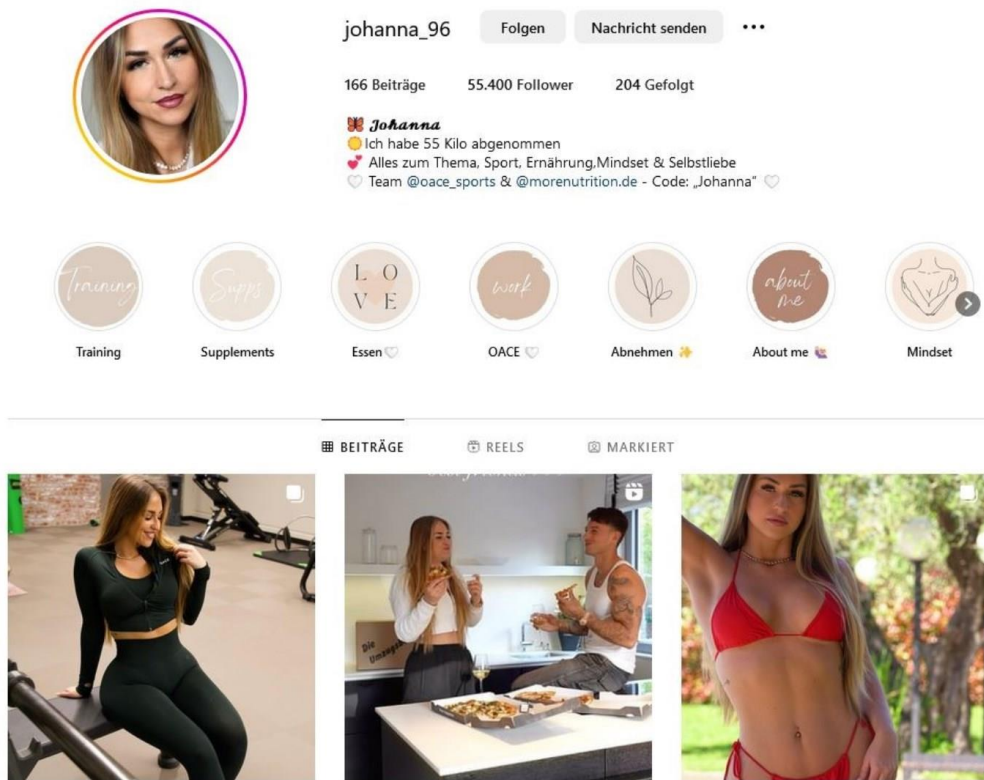 johanna_96
Folgen
Nachricht senden
166 Beiträge
55.400 Follower
204 Gefolgt
🦋 Johanna
🌞Ich habe 55 Kilo abgenommen
💕 Alles zum Thema, Sport, Ernährung,Mindset & Selbstliebe
🤍 Team @oace_sports & @morenutrition.de - Code: „Johanna“ 🤍
Training
Supps
L O
V E
work
about
me
Training
Supplements
Essen🤍
OACE 🤍
Abnehmen ✨
About me 🙋🏼‍♀️
Mindset
BEITRÄGE
REELS
MARKIERT
Die